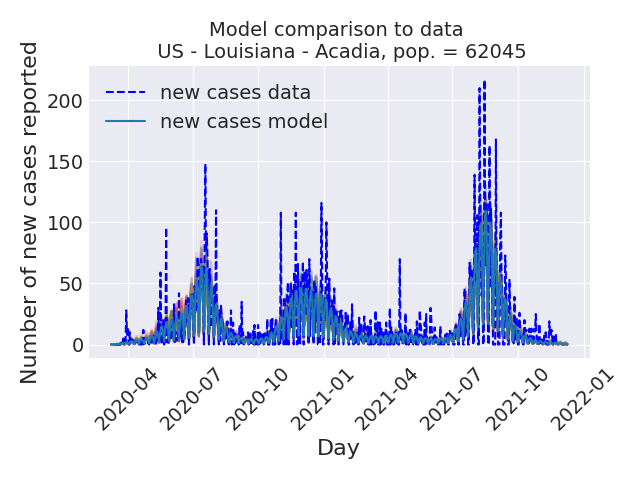 Model comparison to data
US - Louisiana - Acadia, pop. = 62045
Number of new cases reported
200
150
100
50
0
new cases data
new cases model
2020-04
2020-07
2020-10
2021-01
2021-04
2021-07
2021-10
2022-01
Day